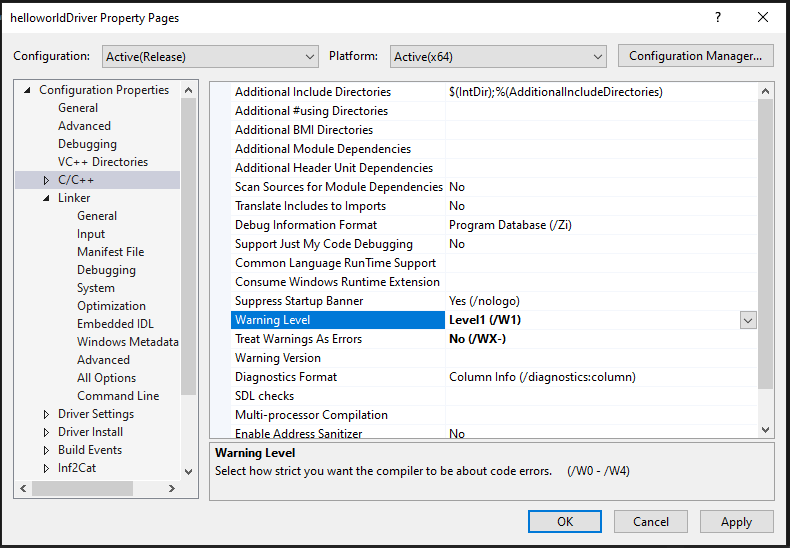 helloworldDriver Property Pages
?
Configuration: Active(Release) Platform: Active(x64) Configuration Manager...
Configuration Properties
General
Advanced
Debugging
VC++ Directories
C/C++
Linker
General
Input
Manifest File
Debugging
System
Optimization
Embedded IDL
Windows Metadata
Advanced
All Options
Command Line
Driver Settings
Driver Install
Build Events
Inf2Cat
Additional Include Directories $(IntDir);%(AdditionalIncludeDirectories)
Additional #using Directories
Additional BMI Directories
Additional Module Dependencies
Additional Header Unit Dependencies
Scan Sources for Module Dependencies No
Translate Includes to Imports No
Debug Information Format Program Database (/Zi)
Support Just My Code Debugging No
Common Language RunTime Support
Consume Windows Runtime Extension
Suppress Startup Banner Yes (/nologo)
Warning Level Level1 (/W1)
Treat Warnings As Errors No (/WX-)
Warning Version
Diagnostics Format Column Info (/diagnostics:column)
SDL checks
Multi-processor Compilation
Enable Address Sanitizer No
Warning Level
Select how strict you want the compiler to be about code errors. (/W0 - /W4)
OK Cancel Apply